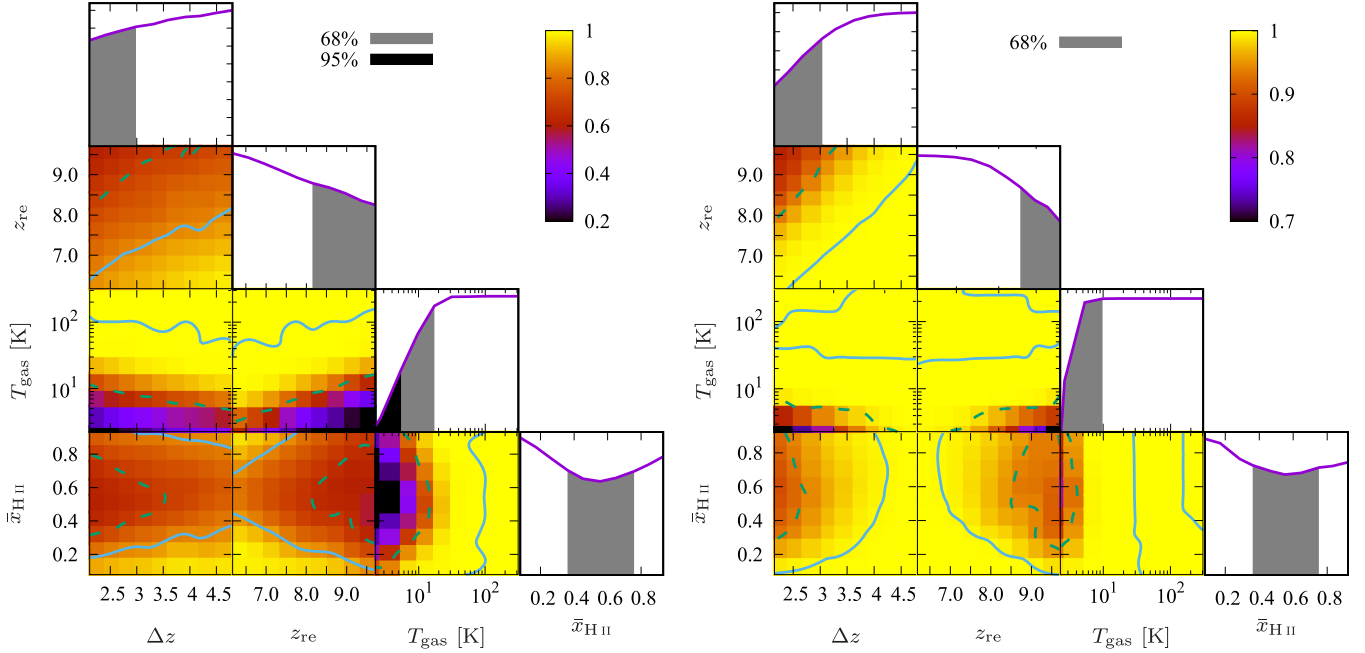 68%
95%
1
0.8
0.6
0.4
0.2
z_re
9.0
8.0
7.0
T_gas [K]
10^2
10^1
x̄_H II
0.8
0.6
0.4
0.2
2.5 3 3.5 4.5
7.0 8.0 9.0
10^1 10^2
0.2 0.4 0.6 0.8
Δz
z_re
T_gas [K]
x̄_H II
68%
1
0.9
0.8
0.7
z_re
9.0
8.0
7.0
T_gas [K]
10^2
10^1
x̄_H II
0.8
0.6
0.4
0.2
2.5 3 3.5 4.5
7.0 8.0 9.0
10^1 10^2
0.2 0.4 0.6 0.8
Δz
z_re
T_gas [K]
x̄_H II